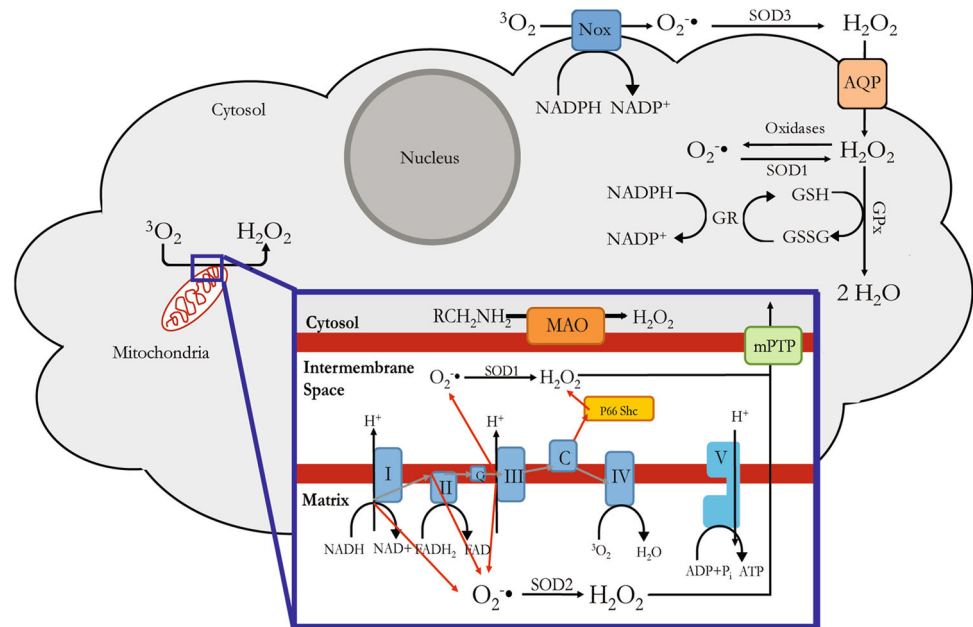 ³O₂
Nox
O₂⁻•
SOD3
H₂O₂
NADPH
NADP⁺
AQP
Cytosol
Nucleus
Oxidases
O₂⁻•
H₂O₂
SOD1
NADPH
GSH
GR
GPx
NADP⁺
GSSG
2 H₂O
³O₂
H₂O₂
Mitochondria
Cytosol
RCH₂NH₂
MAO
H₂O₂
mPTP
Intermembrane
Space
O₂⁻•
SOD1
H₂O₂
P66 Shc
H⁺
H⁺
H⁺
I
II
Q
III
C
IV
V
Matrix
NADH
NAD+
FADH₂
FAD
³O₂
H₂O
ADP+Pᵢ
ATP
O₂⁻•
SOD2
H₂O₂